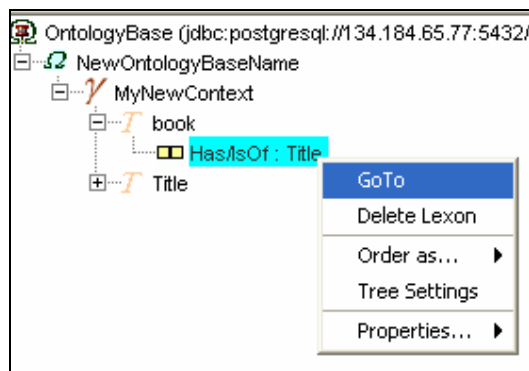 OntologyBase (jdbc:postgresql://134.184.65.77:5432/
Ω NewOntologyBaseName
γ MyNewContext
T book
Has/IsOf : Title
T Title
GoTo
Delete Lexon
Order as...
Tree Settings
Properties...